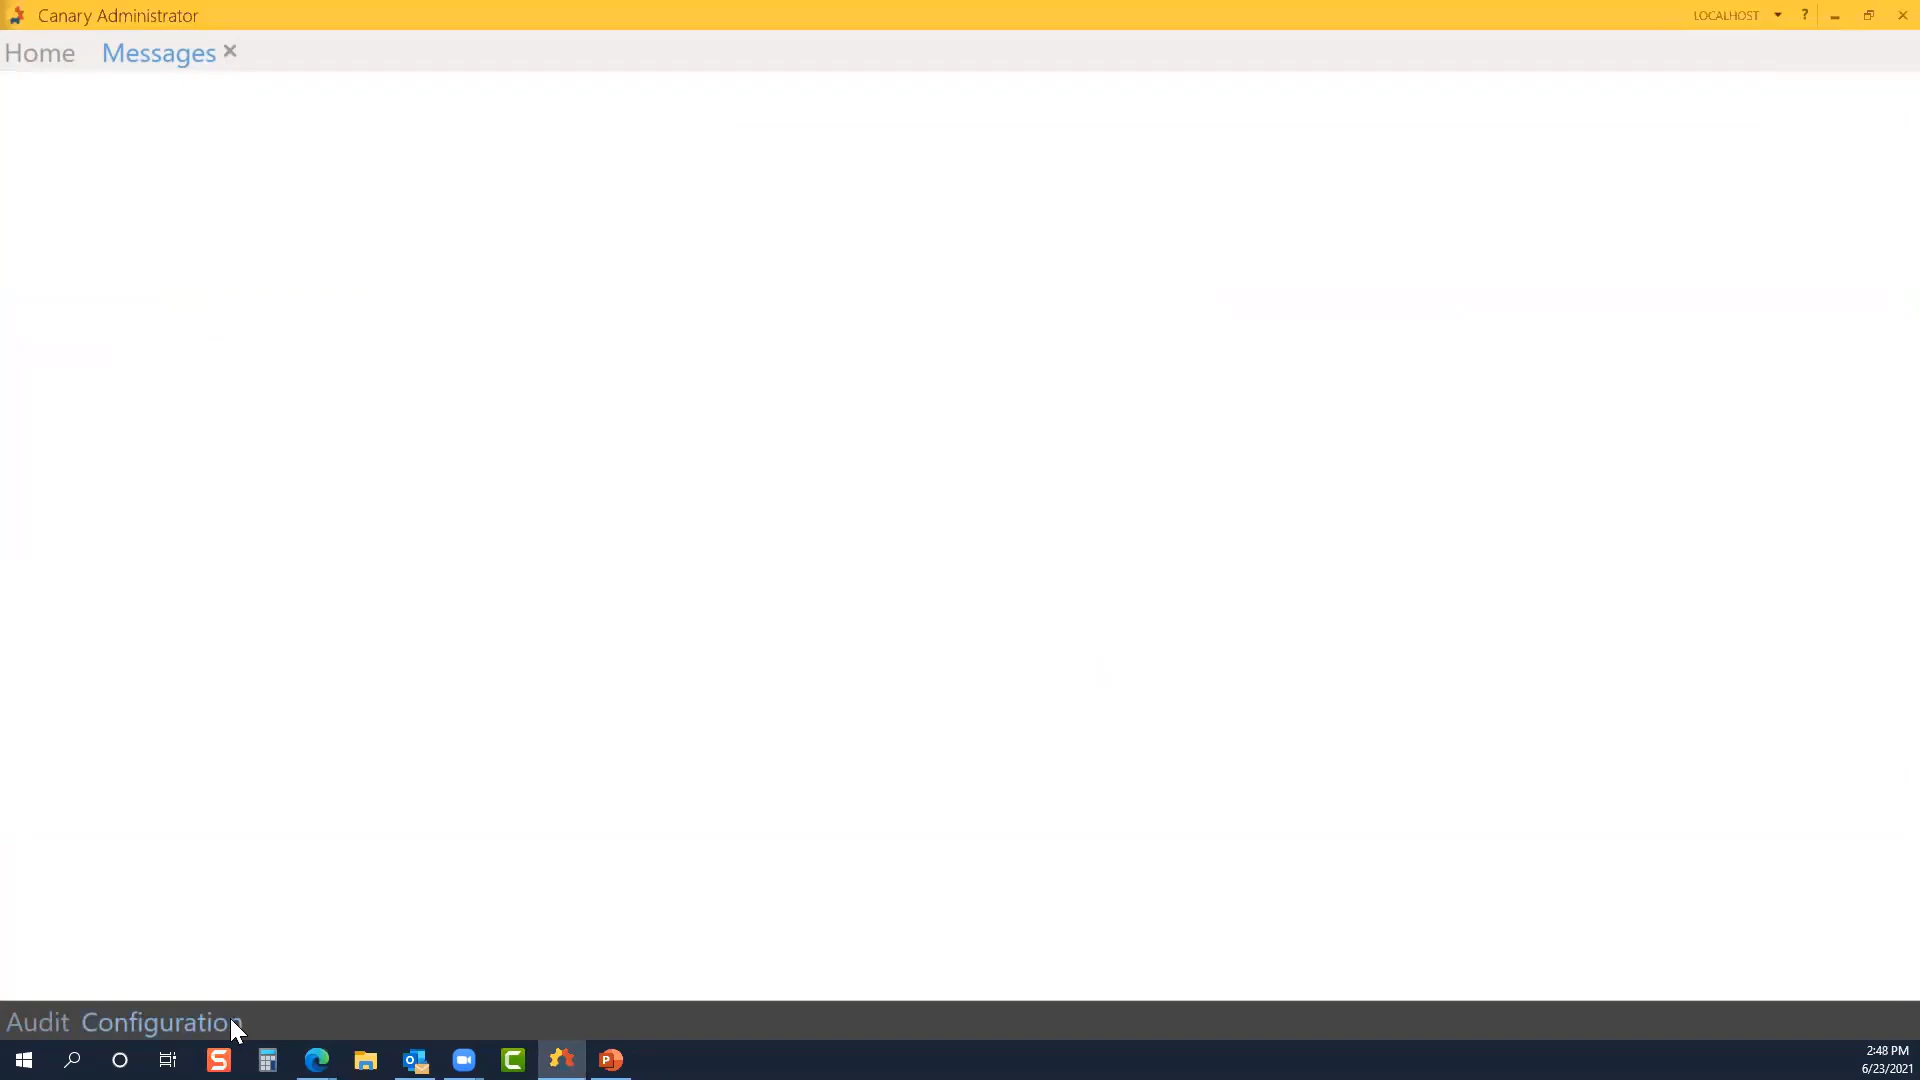 Canary Administrator
LOCALHOST ?
Home Messages
Audit Configuration
2:48 PM
6/23/2021